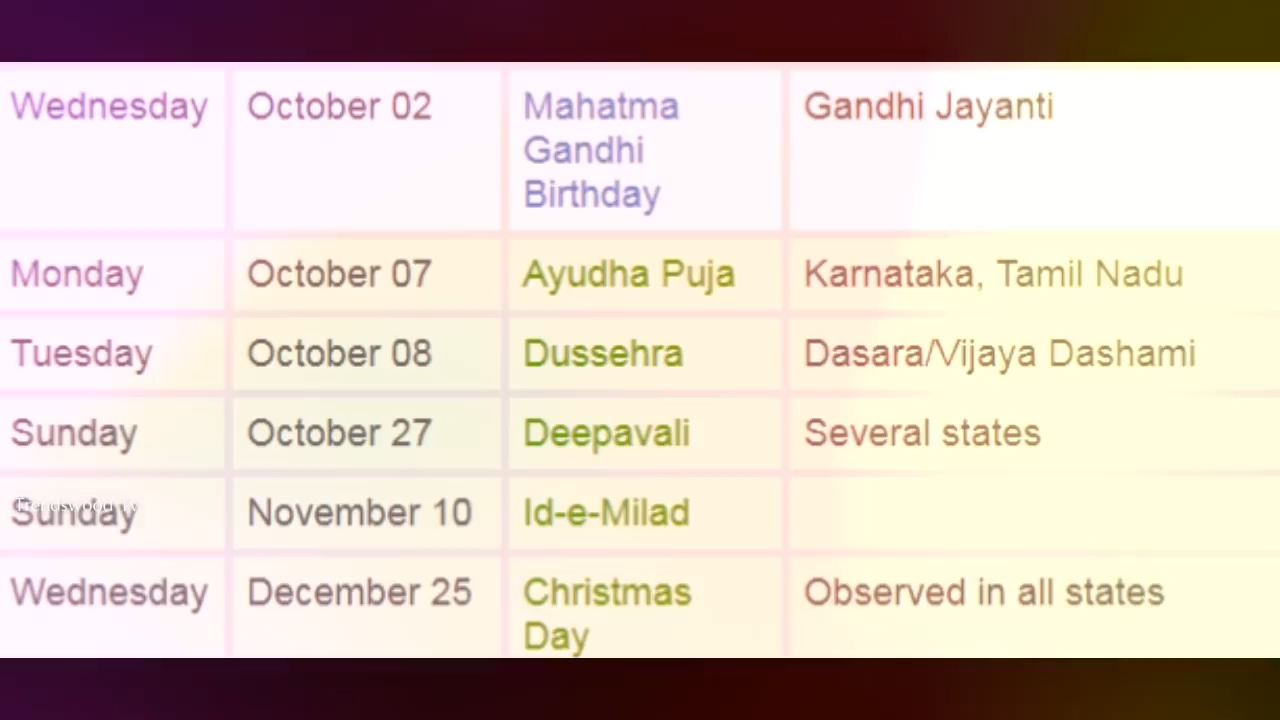 Wednesday October 02 Mahatma Gandhi Jayanti
Gandhi
Birthday
Monday October 07 Ayudha Puja Karnataka, Tamil Nadu
Tuesday October 08 Dussehra Dasara/Vijaya Dashami
Sunday October 27 Deepavali Several states
Sunday November 10 Id-e-Milad
Trendswood Tv
Wednesday December 25 Christmas Observed in all states
Day